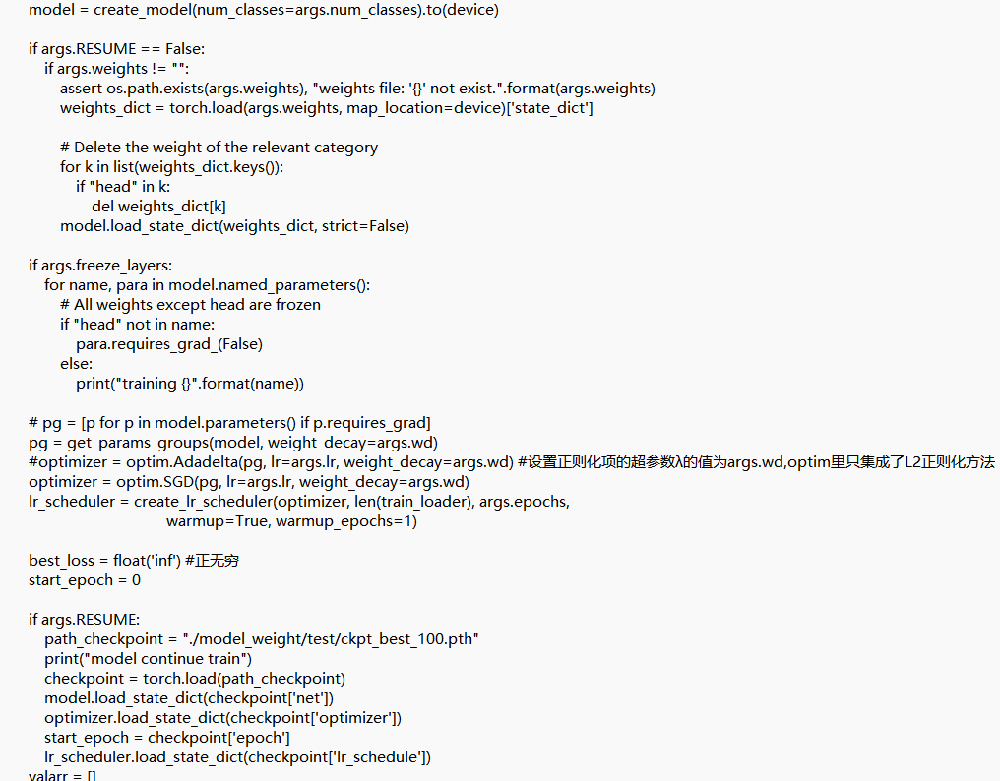 model = create_model(num_classes=args.num_classes).to(device)
if args.RESUME == False:
if args.weights != "":
assert os.path.exists(args.weights), "weights file: '{}' not exist.".format(args.weights)
weights_dict = torch.load(args.weights, map_location=device)['state_dict']
# Delete the weight of the relevant category
for k in list(weights_dict.keys()):
if "head" in k:
del weights_dict[k]
model.load_state_dict(weights_dict, strict=False)
if args.freeze_layers:
for name, para in model.named_parameters():
# All weights except head are frozen
if "head" not in name:
para.requires_grad_(False)
else:
print("training {}".format(name))
# pg = [p for p in model.parameters() if p.requires_grad]
pg = get_params_groups(model, weight_decay=args.wd)
#optimizer = optim.Adadelta(pg, lr=args.lr, weight_decay=args.wd) #设置正则化项的超参数λ的值为args.wd,optim里只集成了L2正则化方法
optimizer = optim.SGD(pg, lr=args.lr, weight_decay=args.wd)
lr_scheduler = create_lr_scheduler(optimizer, len(train_loader), args.epochs,
warmup=True, warmup_epochs=1)
best_loss = float('inf') #正无穷
start_epoch = 0
if args.RESUME:
path_checkpoint = "./model_weight/test/ckpt_best_100.pth"
print("model continue train")
checkpoint = torch.load(path_checkpoint)
model.load_state_dict(checkpoint['net'])
optimizer.load_state_dict(checkpoint['optimizer'])
start_epoch = checkpoint['epoch']
lr_scheduler.load_state_dict(checkpoint['lr_schedule'])
valarr = []